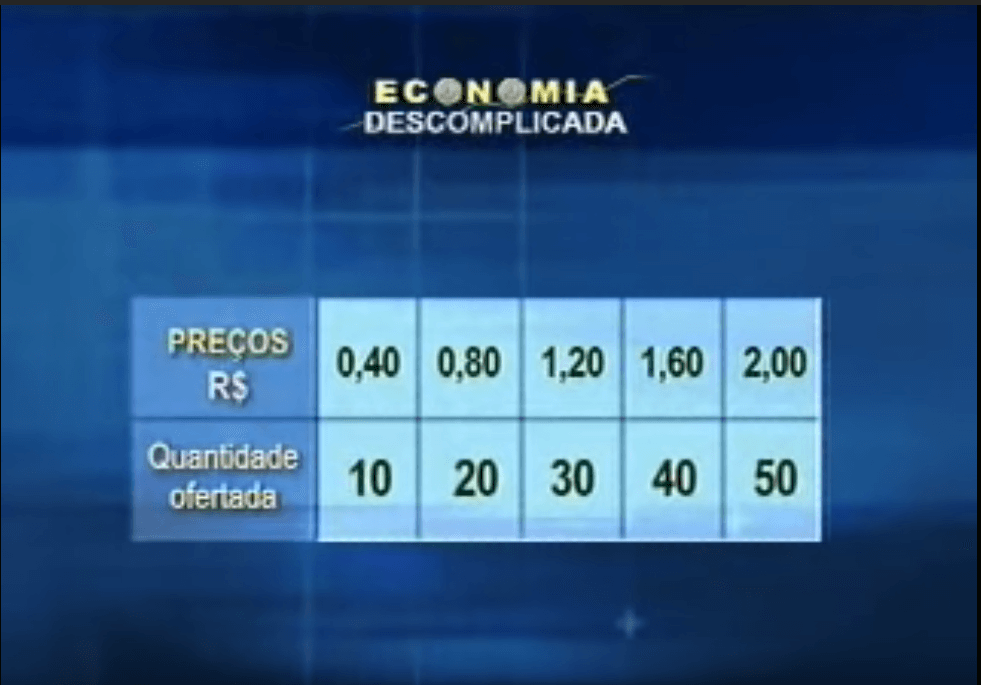 ECONOMIA
DESCOMPLICADA
PREÇOS R$ 0,40 0,80 1,20 1,60 2,00
Quantidade ofertada 10 20 30 40 50